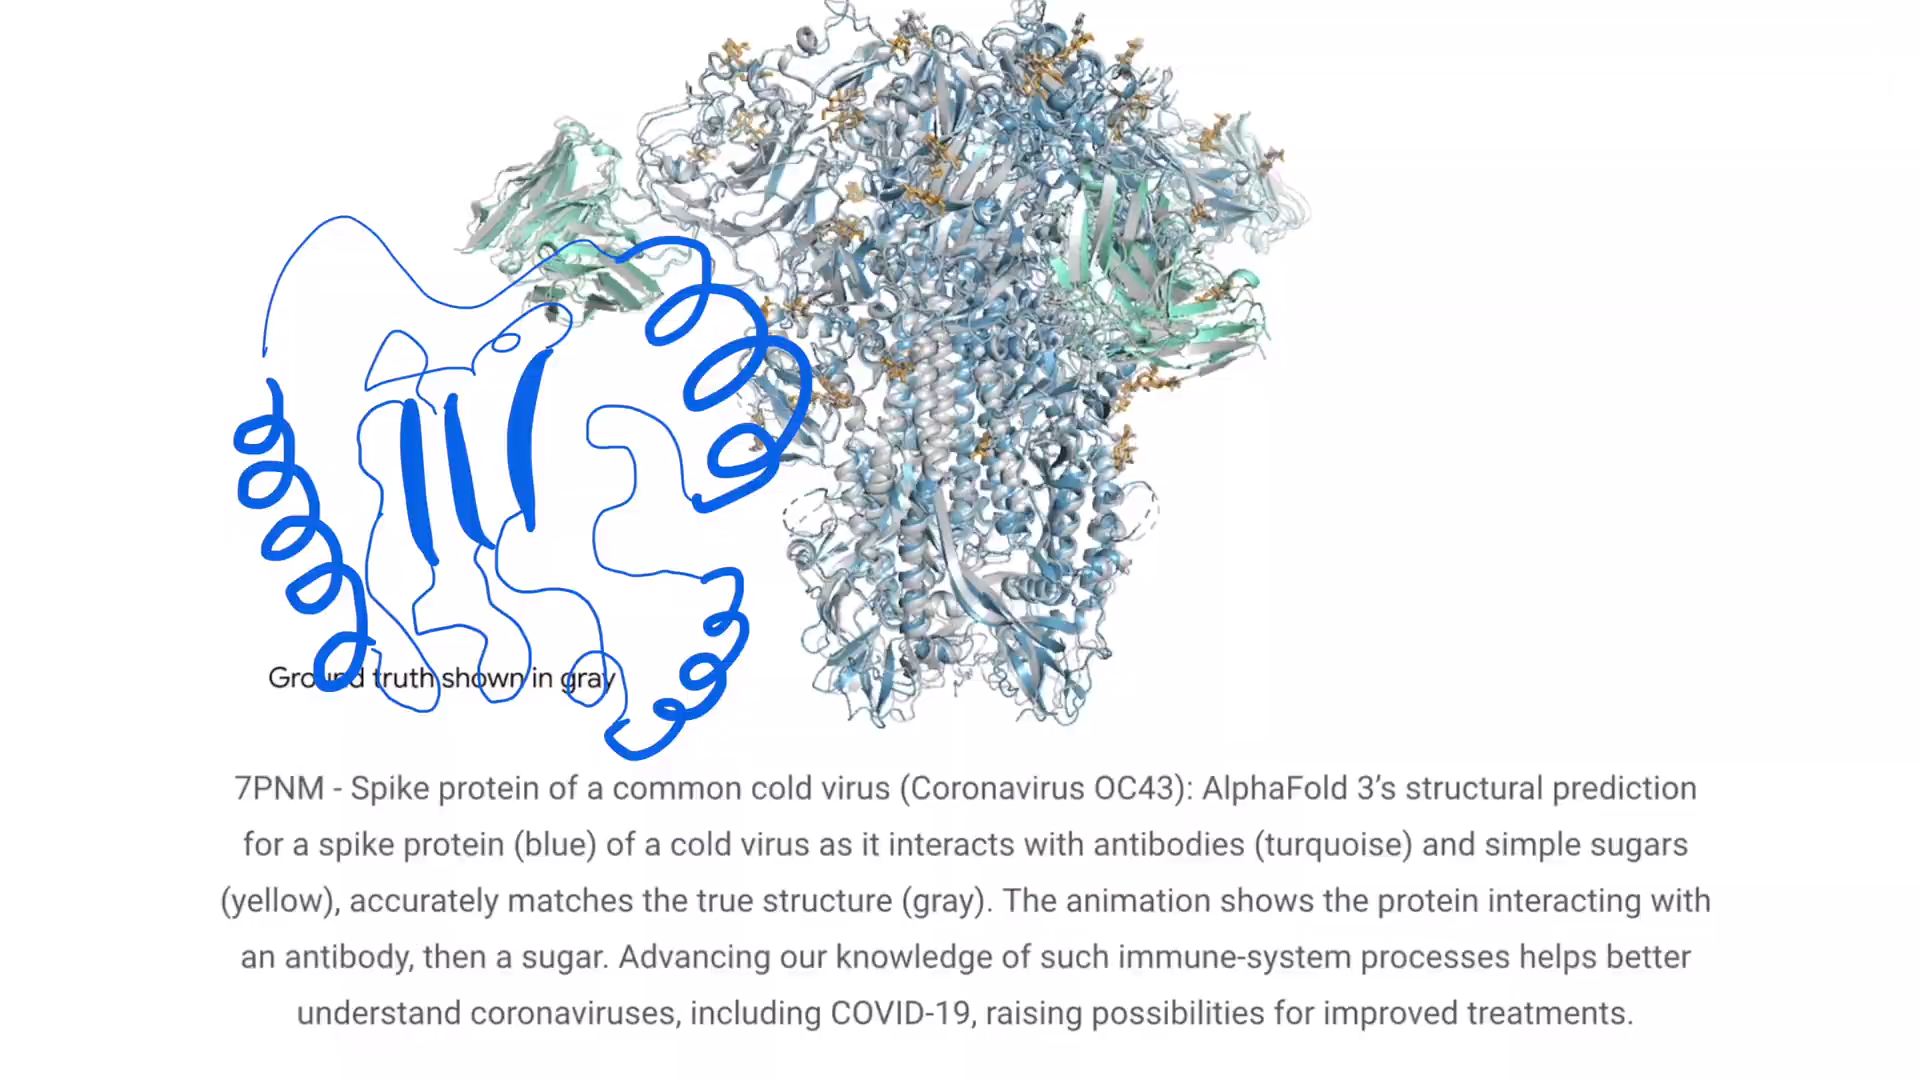 Ground truth shown in gray
7PNM - Spike protein of a common cold virus (Coronavirus OC43): AlphaFold 3’s structural prediction
for a spike protein (blue) of a cold virus as it interacts with antibodies (turquoise) and simple sugars
(yellow), accurately matches the true structure (gray). The animation shows the protein interacting with
an antibody, then a sugar. Advancing our knowledge of such immune-system processes helps better
understand coronaviruses, including COVID-19, raising possibilities for improved treatments.